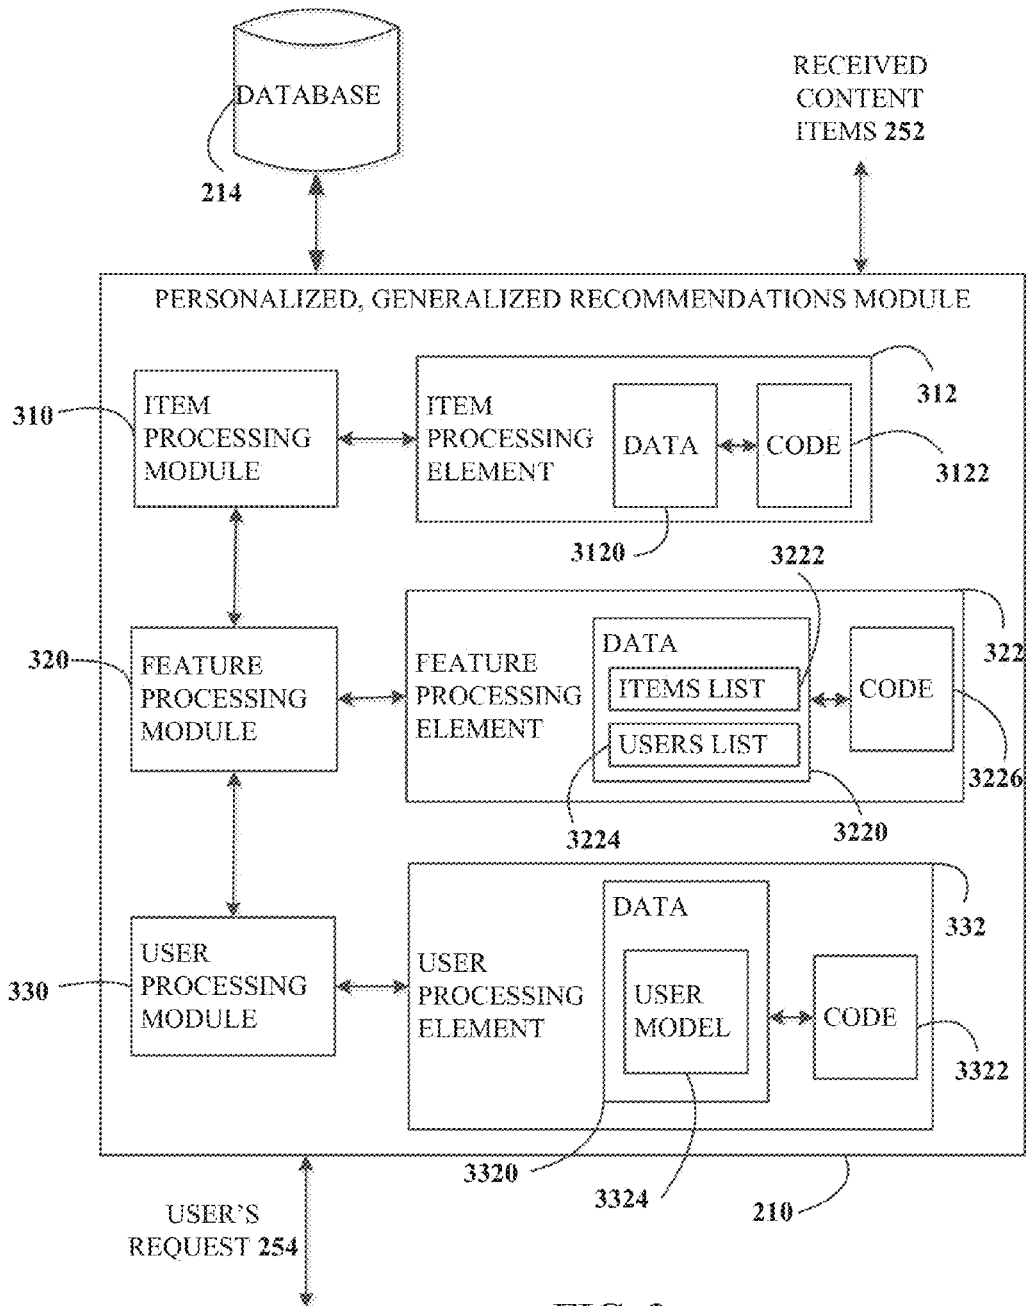 DATABASE
214
RECEIVED
CONTENT
ITEMS 252
PERSONALIZED, GENERALIZED RECOMMENDATIONS MODULE
310
ITEM
PROCESSING
MODULE
ITEM
PROCESSING
ELEMENT
DATA
CODE
312
3122
3120
3222
320
FEATURE
PROCESSING
MODULE
FEATURE
PROCESSING
ELEMENT
DATA
ITEMS LIST
USERS LIST
CODE
322
3226
3224
3220
330
USER
PROCESSING
MODULE
USER
PROCESSING
ELEMENT
DATA
USER
MODEL
CODE
332
3322
3320
3324
210
USER'S
REQUEST 254